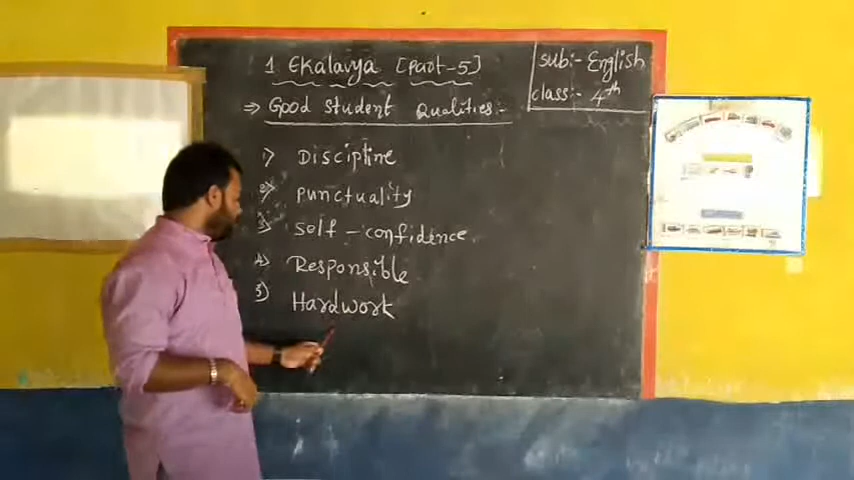 1 Ekalavya [Part-5]
sub:- English
class:- 4th
⇒ Good student Qualities:-
1) Discipline
2) Punctuality
3) self-confidence
4) Responsible
5) Hardwork